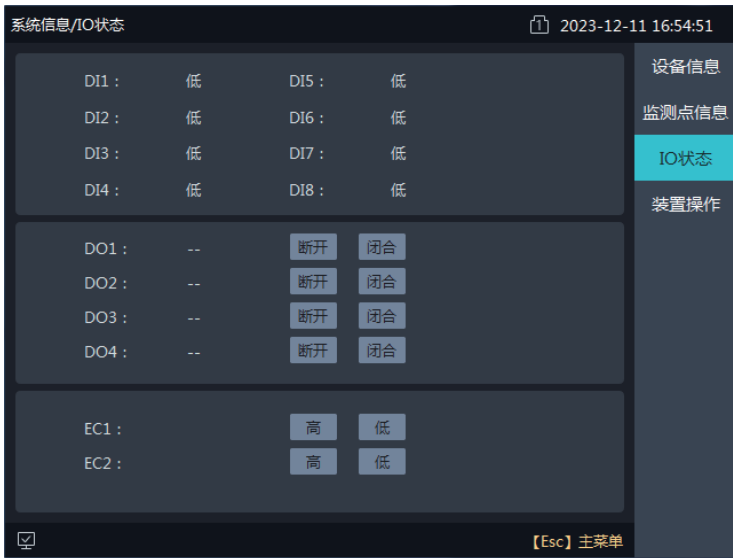 系统信息/IO状态 1 2023-12-11 16:54:51
设备信息
监测点信息
IO状态
装置操作
DI1： 低 DI5： 低
DI2： 低 DI6： 低
DI3： 低 DI7： 低
DI4： 低 DI8： 低
DO1： -- 断开 闭合
DO2： -- 断开 闭合
DO3： -- 断开 闭合
DO4： -- 断开 闭合
EC1： 高 低
EC2： 高 低
【Esc】主菜单